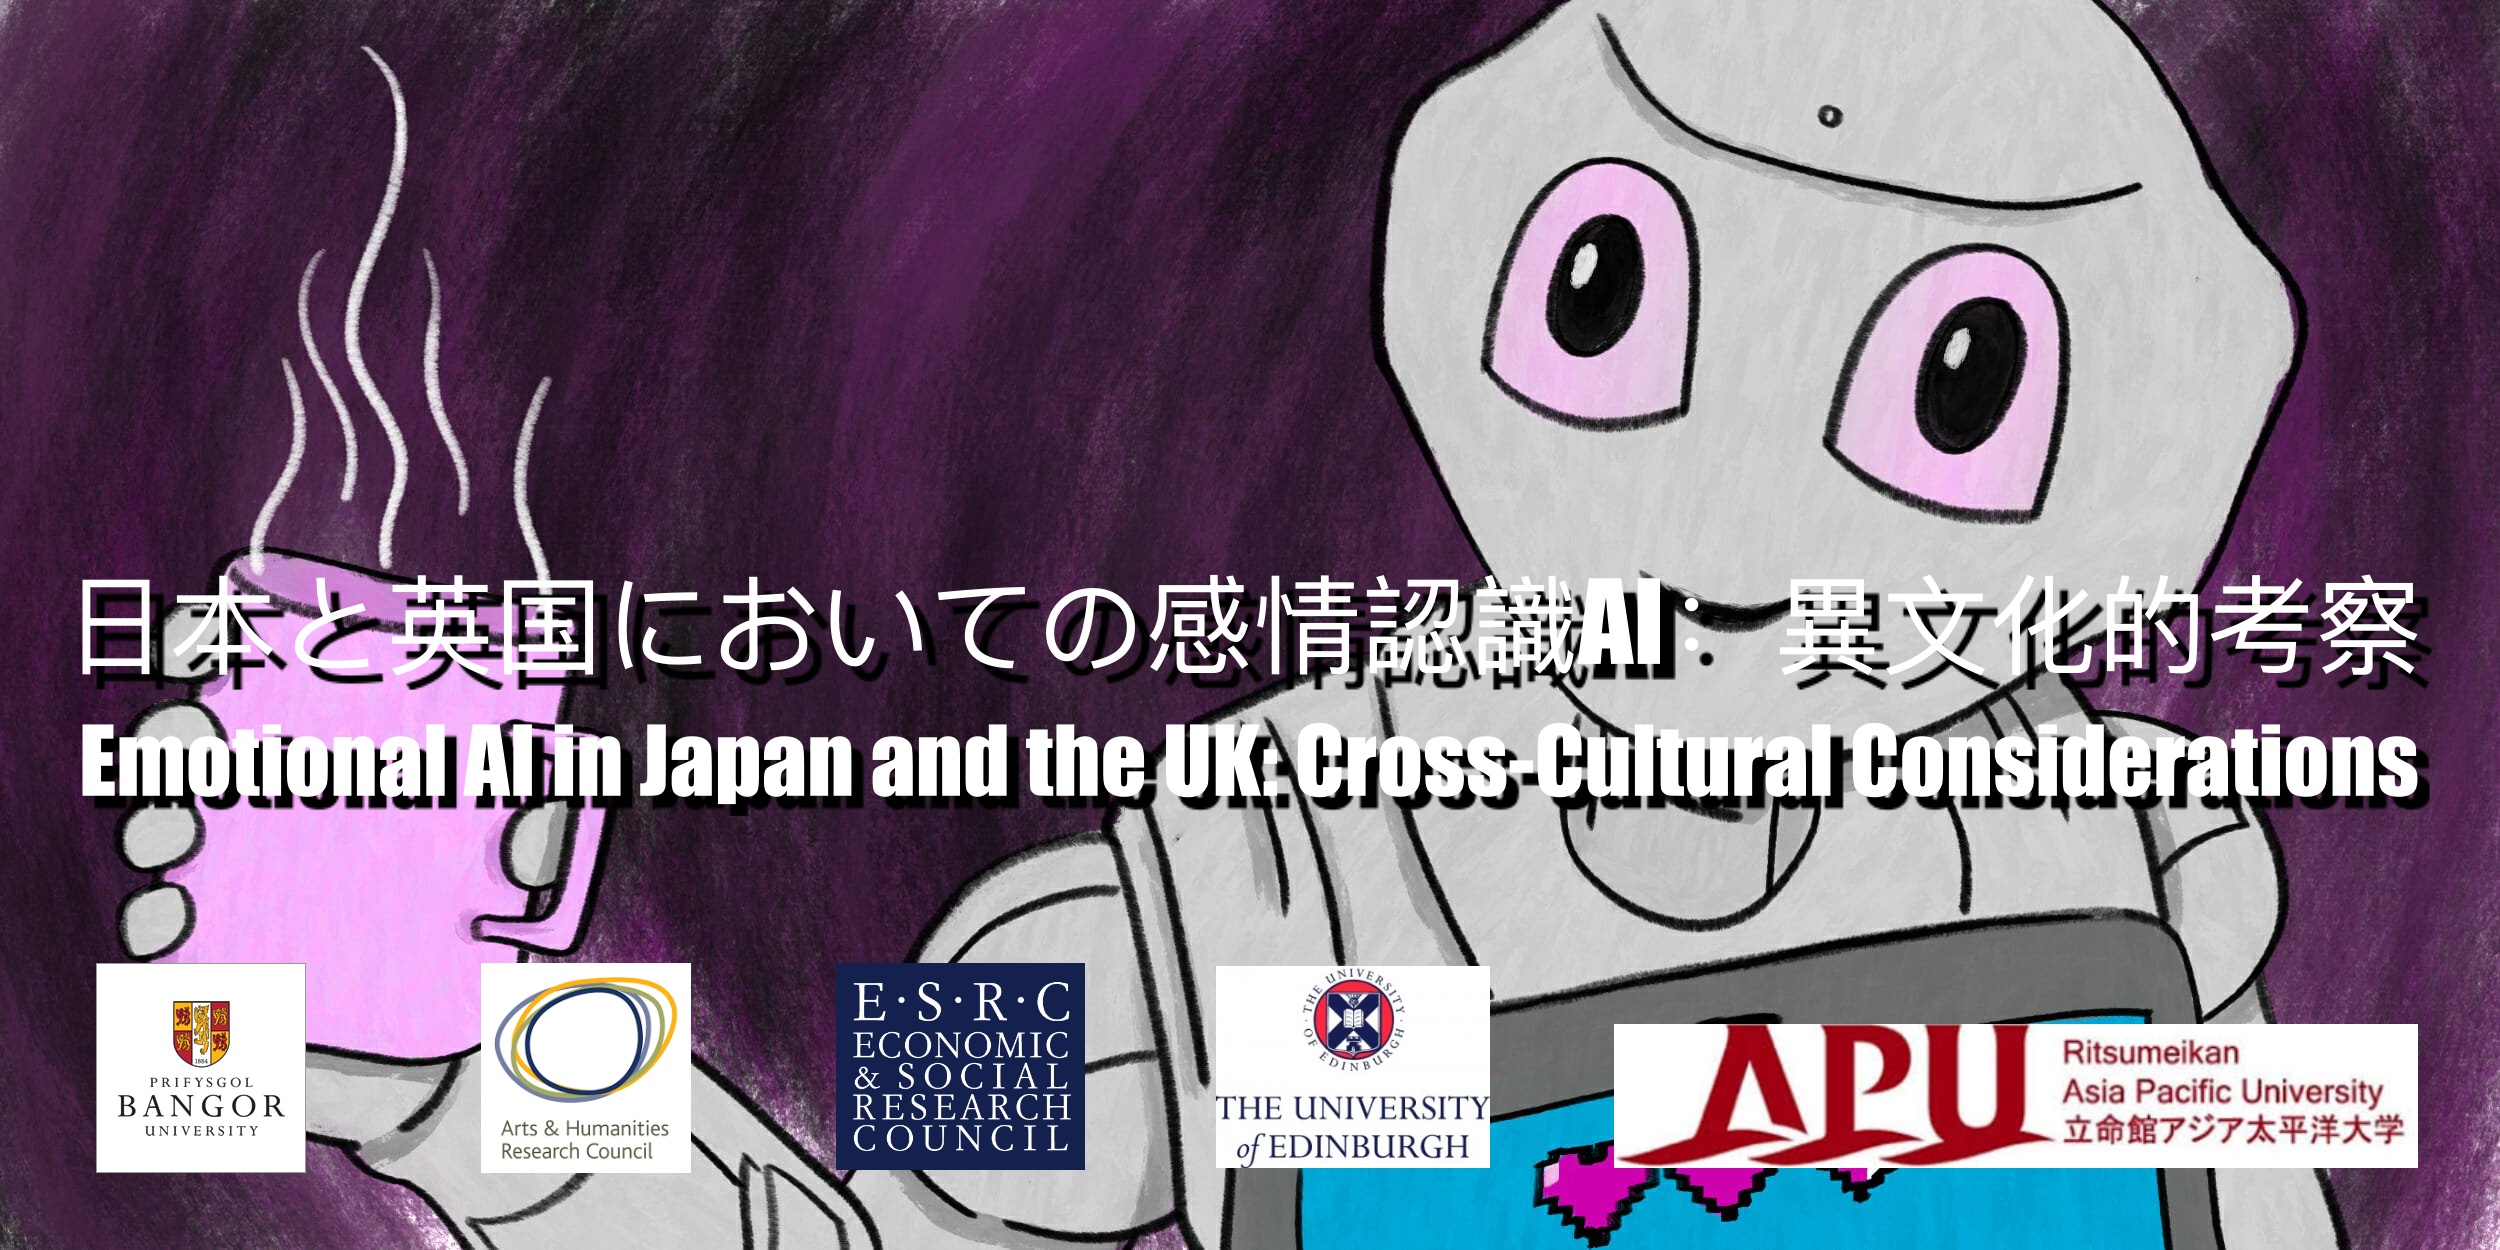 日本と英国においての感情認識AI：異文化的考察
Emotional AI in Japan and the UK: Cross-Cultural Considerations
1884
PRIFYSGOL
BANGOR
UNIVERSITY
Arts & Humanities
Research Council
E·S·R·C
ECONOMIC
& SOCIAL
RESEARCH
COUNCIL
THE UNIVERSITY OF EDINBURGH
THE UNIVERSITY
of EDINBURGH
APU
Ritsumeikan
Asia Pacific University
立命館アジア太平洋大学